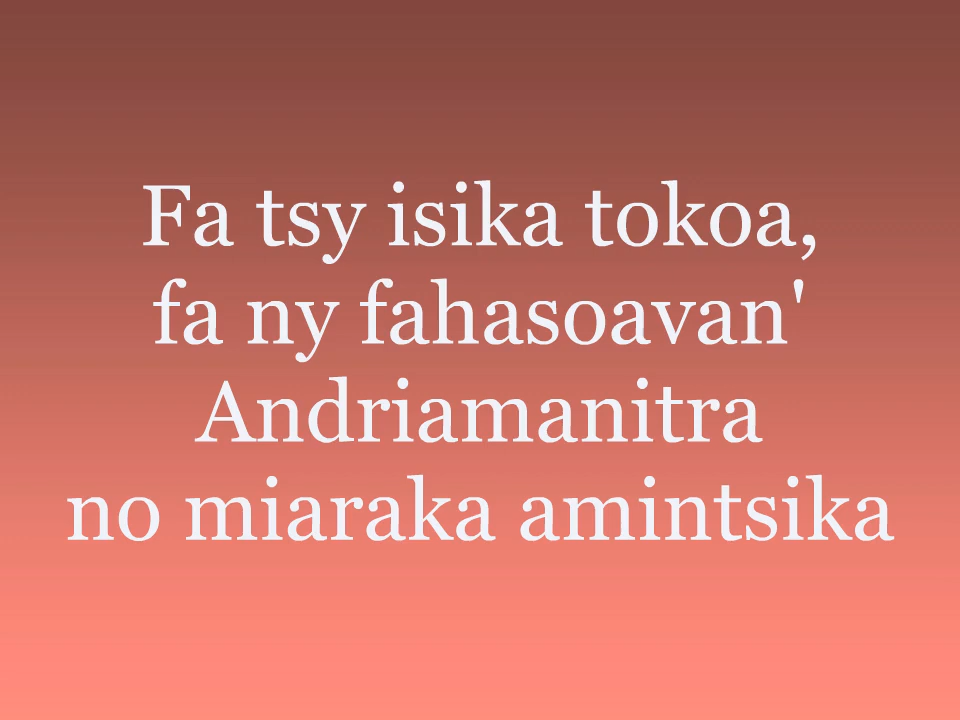 Fa tsy isika tokoa,
fa ny fahasoavan'
Andriamanitra
no miaraka amintsika